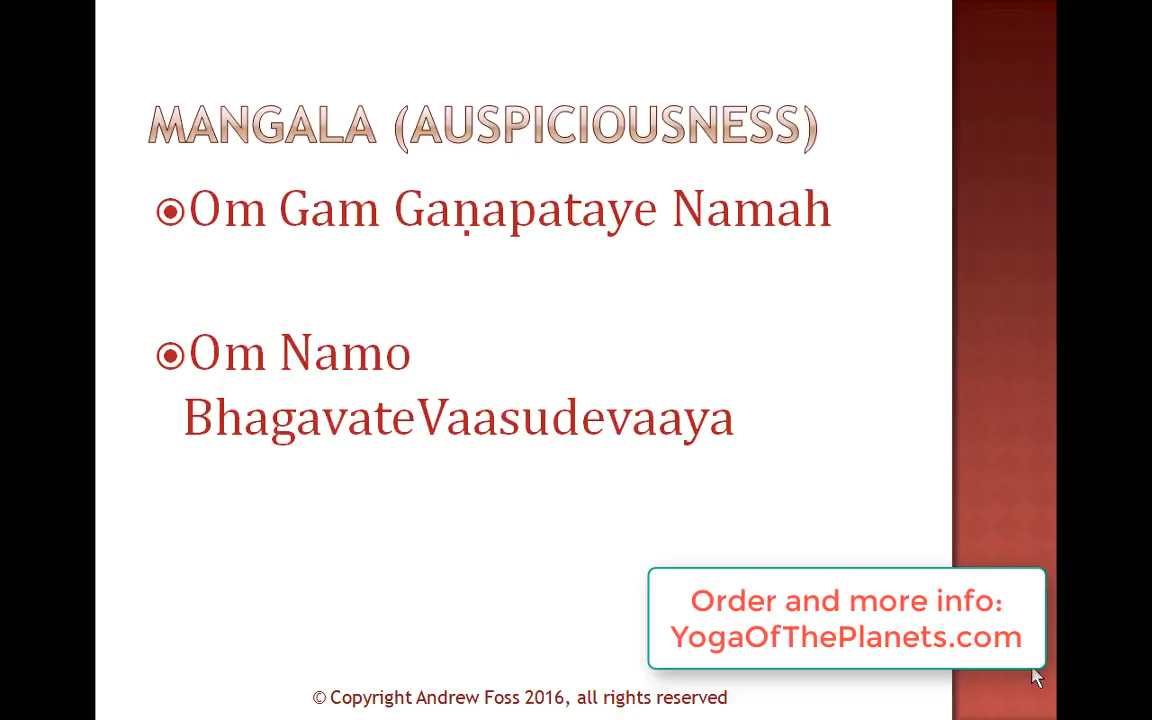 MANGALA (AUSPICIOUSNESS)
Om Gam Gaṇapataye Namah
Om Namo
BhagavateVaasudevaaya
Order and more info:
YogaOfThePlanets.com
© Copyright Andrew Foss 2016, all rights reserved